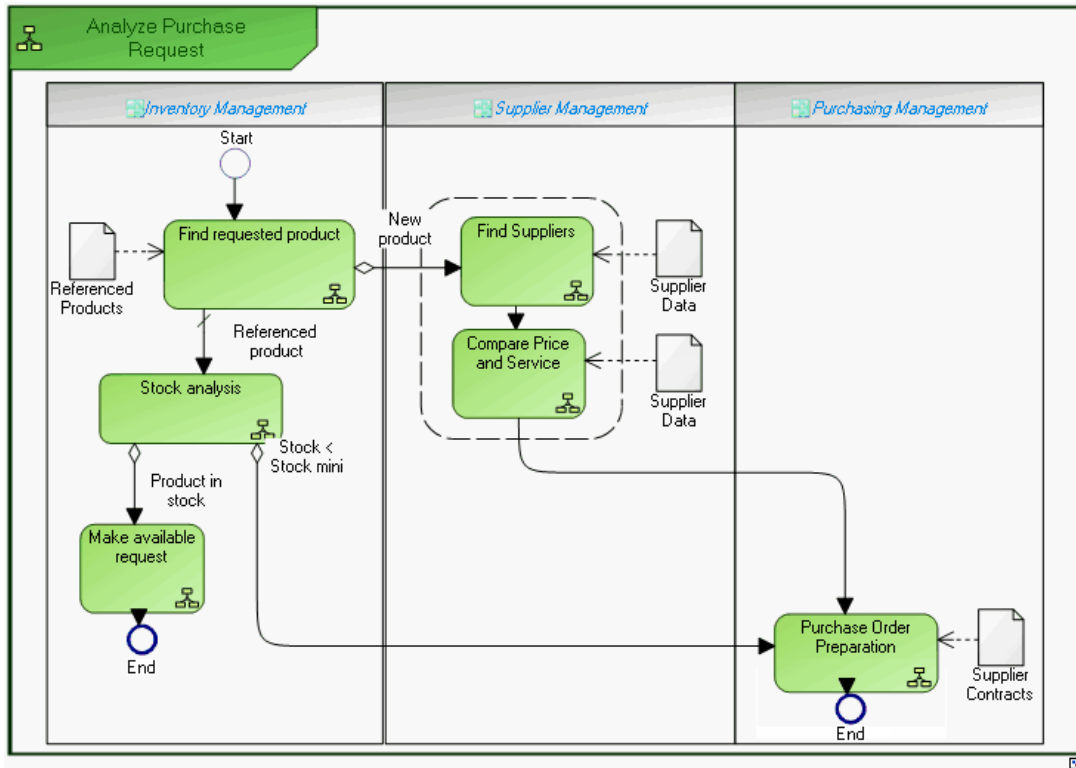 Analyze Purchase
Request
Inventory Management
Supplier Management
Purchasing Management
Start
Find requested product
New
product
Find Suppliers
Referenced
Products
Supplier
Data
Referenced
product
Compare Price
and Service
Stock analysis
Supplier
Data
Stock <
Stock mini
Product in
stock
Make available
request
End
Purchase Order
Preparation
Supplier
Contracts
End